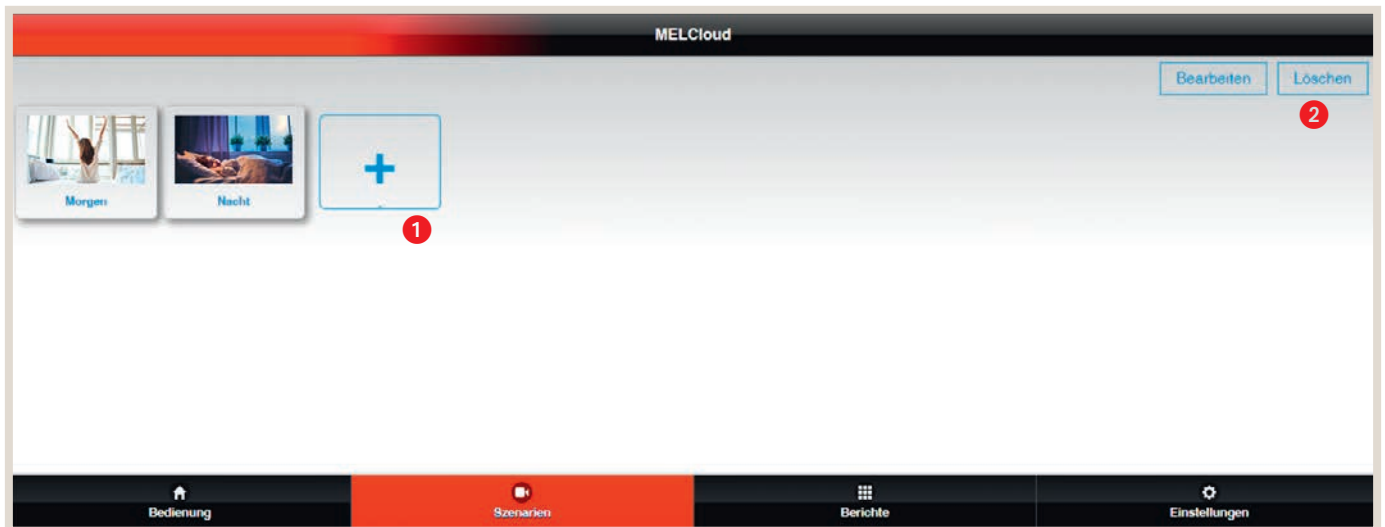 MELCloud
Bearbeiten Löschen
2
Morgen Nacht +
1
Bedienung Szenarien Berichte Einstellungen